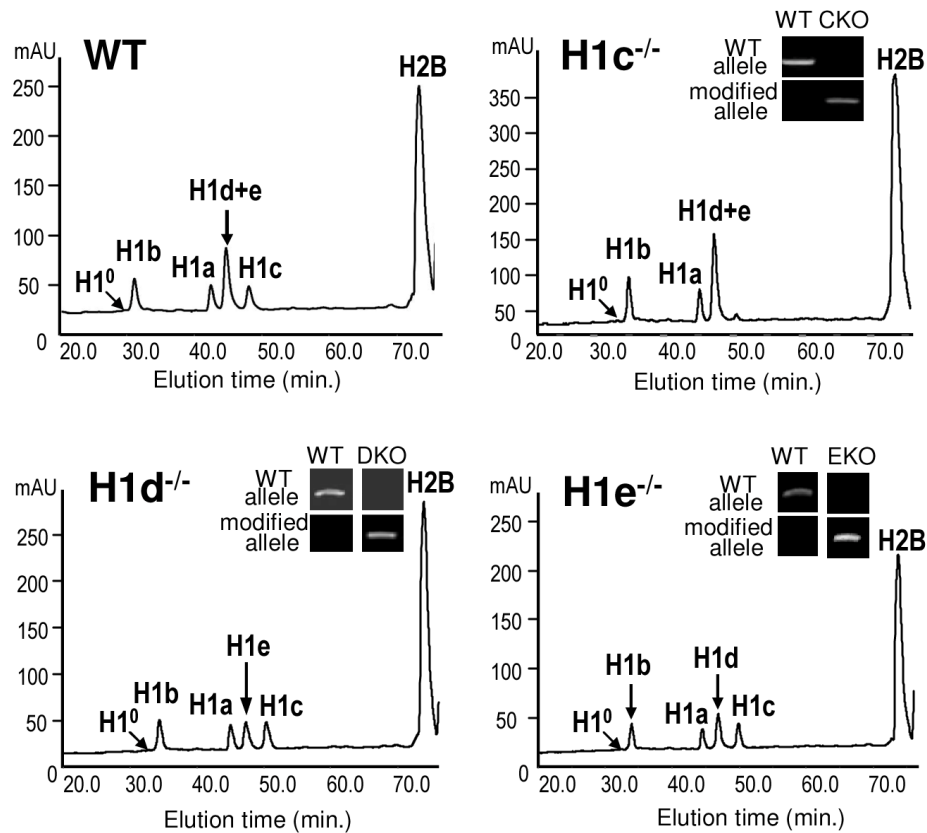 WT
mAU
250
200
150
100
50
0
H1⁰
H1b
H1a
H1d+e
H1c
H2B
20.0 30.0 40.0 50.0 60.0 70.0
Elution time (min.)
H1c-/-
WT CKO
WT
allele
modified
allele
mAU
350
300
250
200
150
100
50
0
H1⁰
H1b
H1a
H1d+e
H2B
20.0 30.0 40.0 50.0 60.0 70.0
Elution time (min.)
H1d-/-
WT DKO
WT
allele
modified
allele
mAU
250
200
150
100
50
0
H1⁰
H1b
H1a
H1e
H1c
H2B
20.0 30.0 40.0 50.0 60.0 70.0
Elution time (min.)
H1e-/-
WT EKO
WT
allele
modified
allele
mAU
250
200
150
100
50
0
H1⁰
H1b
H1a
H1d
H1c
H2B
20.0 30.0 40.0 50.0 60.0 70.0
Elution time (min.)